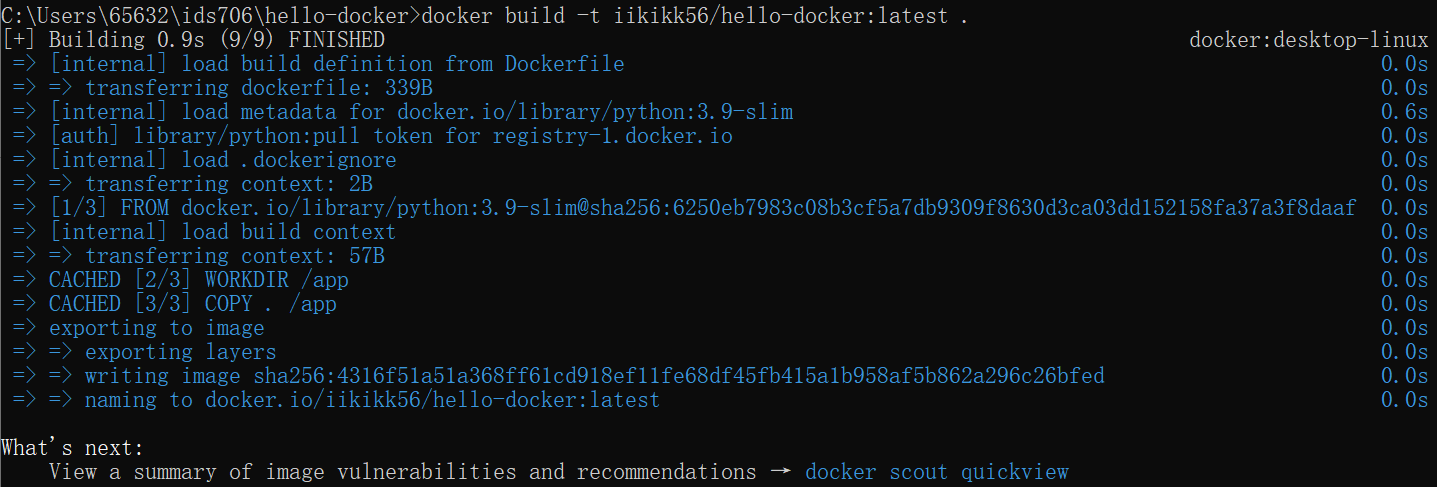 C:\Users\65632\ids706\hello-docker>docker build -t iikikk56/hello-docker:latest .
[+] Building 0.9s (9/9) FINISHED docker:desktop-linux
=> [internal] load build definition from Dockerfile 0.0s
=> => transferring dockerfile: 339B 0.0s
=> [internal] load metadata for docker.io/library/python:3.9-slim 0.6s
=> [auth] library/python:pull token for registry-1.docker.io 0.0s
=> [internal] load .dockerignore 0.0s
=> => transferring context: 2B 0.0s
=> [1/3] FROM docker.io/library/python:3.9-slim@sha256:6250eb7983c08b3cf5a7db9309f8630d3ca03dd152158fa37a3f8daaf 0.0s
=> [internal] load build context 0.0s
=> => transferring context: 57B 0.0s
=> CACHED [2/3] WORKDIR /app 0.0s
=> CACHED [3/3] COPY . /app 0.0s
=> exporting to image 0.0s
=> => exporting layers 0.0s
=> => writing image sha256:4316f51a51a368ff61cd918ef11fe68df45fb415a1b958af5b862a296c26bfed 0.0s
=> => naming to docker.io/iikikk56/hello-docker:latest 0.0s
What's next:
View a summary of image vulnerabilities and recommendations → docker scout quickview